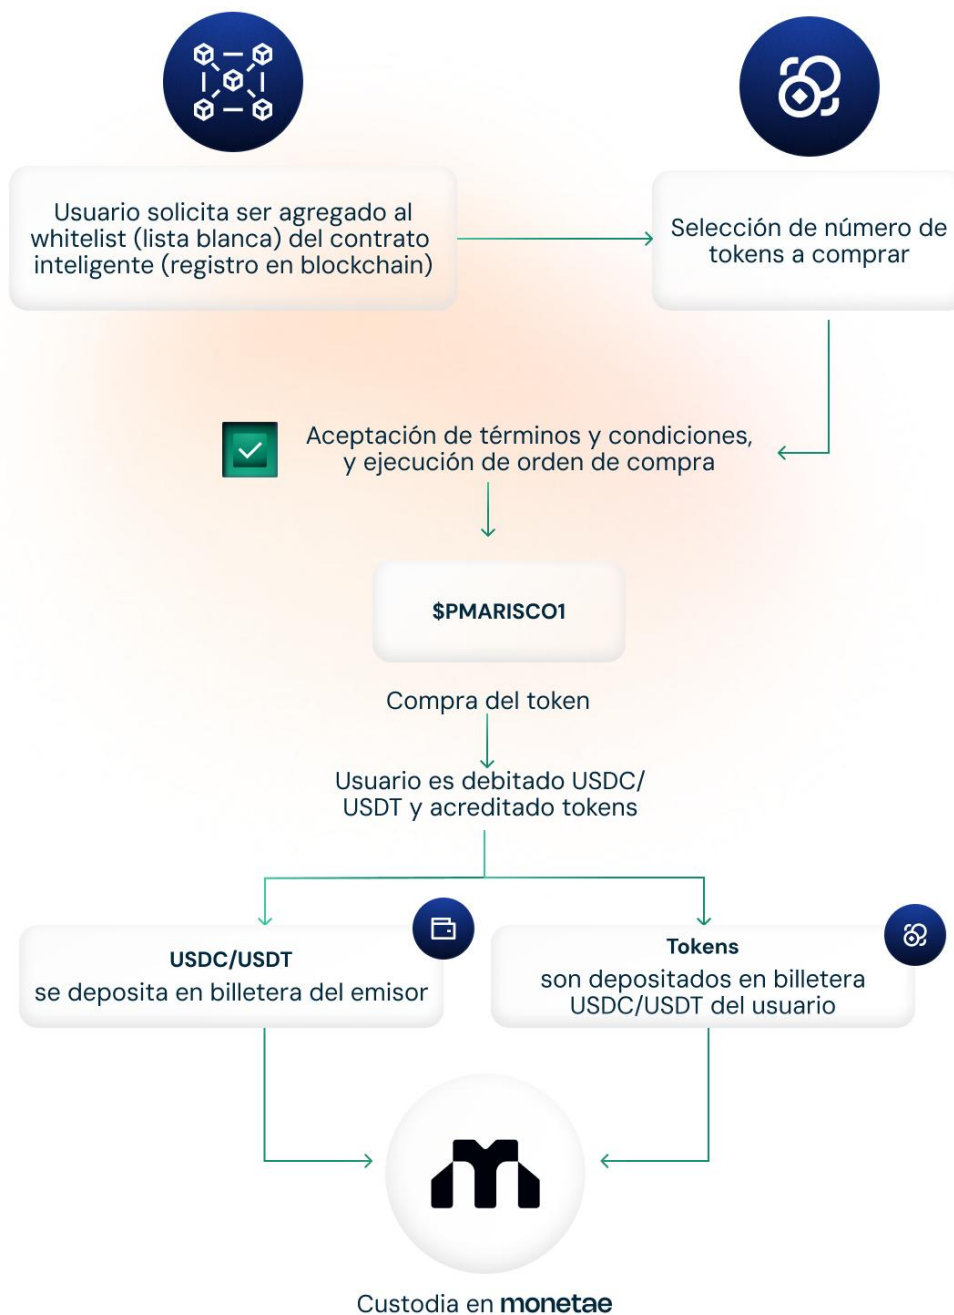 Usuario solicita ser agregado al
whitelist (lista blanca) del contrato
inteligente (registro en blockchain)
Selección de número de
tokens a comprar
Aceptación de términos y condiciones,
y ejecución de orden de compra
$PMARISCO1
Compra del token
Usuario es debitado USDC/
USDT y acreditado tokens
USDC/USDT
se deposita en billetera del emisor
Tokens
son depositados en billetera
USDC/USDT del usuario
Custodia en monetae